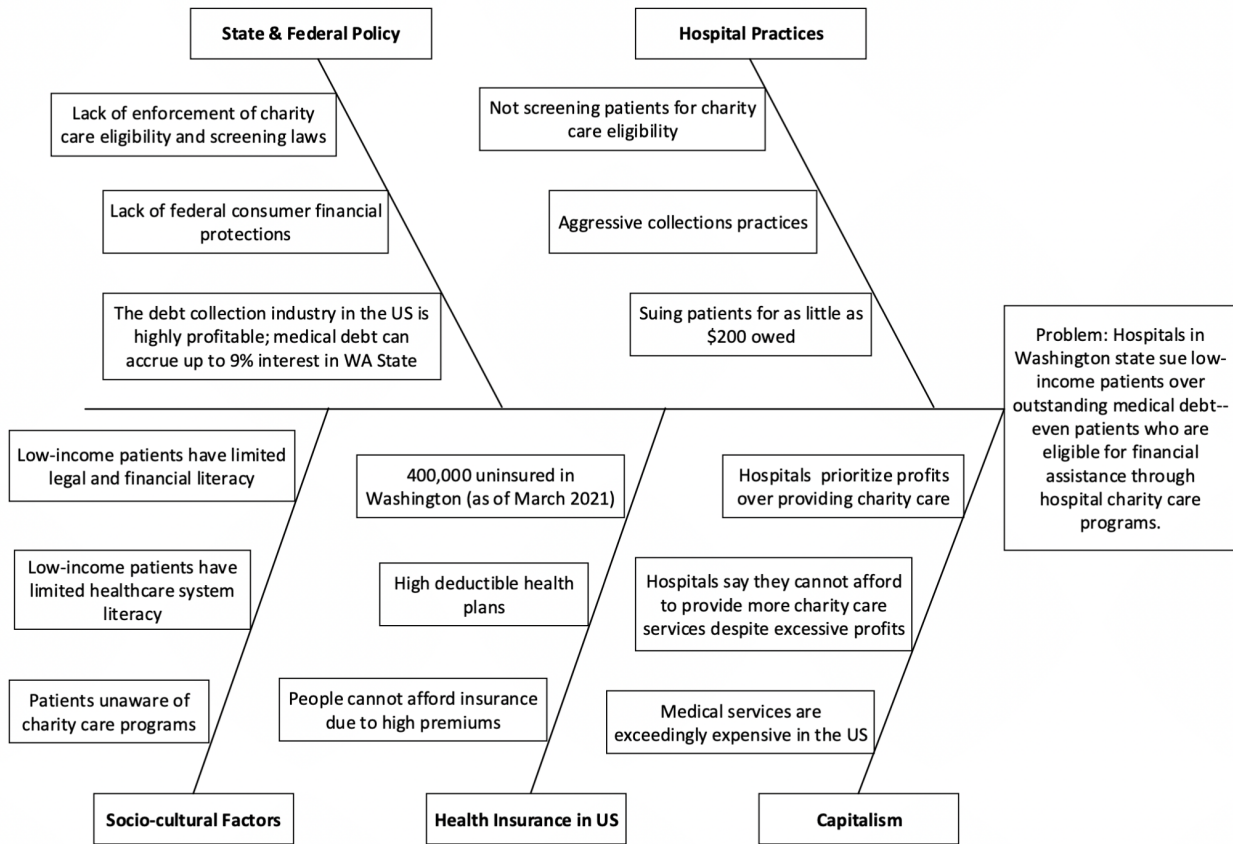 State & Federal Policy
Lack of enforcement of charity
care eligibility and screening laws
Lack of federal consumer financial
protections
The debt collection industry in the US is
highly profitable; medical debt can
accrue up to 9% interest in WA State
Hospital Practices
Not screening patients for charity
care eligibility
Aggressive collections practices
Suing patients for as little as
$200 owed
Problem: Hospitals in
Washington state sue low-
income patients over
outstanding medical debt--
even patients who are
eligible for financial
assistance through
hospital charity care
programs.
Low-income patients have limited
legal and financial literacy
Low-income patients have
limited healthcare system
literacy
Patients unaware of
charity care programs
Socio-cultural Factors
400,000 uninsured in
Washington (as of March 2021)
High deductible health
plans
People cannot afford insurance
due to high premiums
Health Insurance in US
Hospitals prioritize profits
over providing charity care
Hospitals say they cannot afford
to provide more charity care
services despite excessive profits
Medical services are
exceedingly expensive in the US
Capitalism